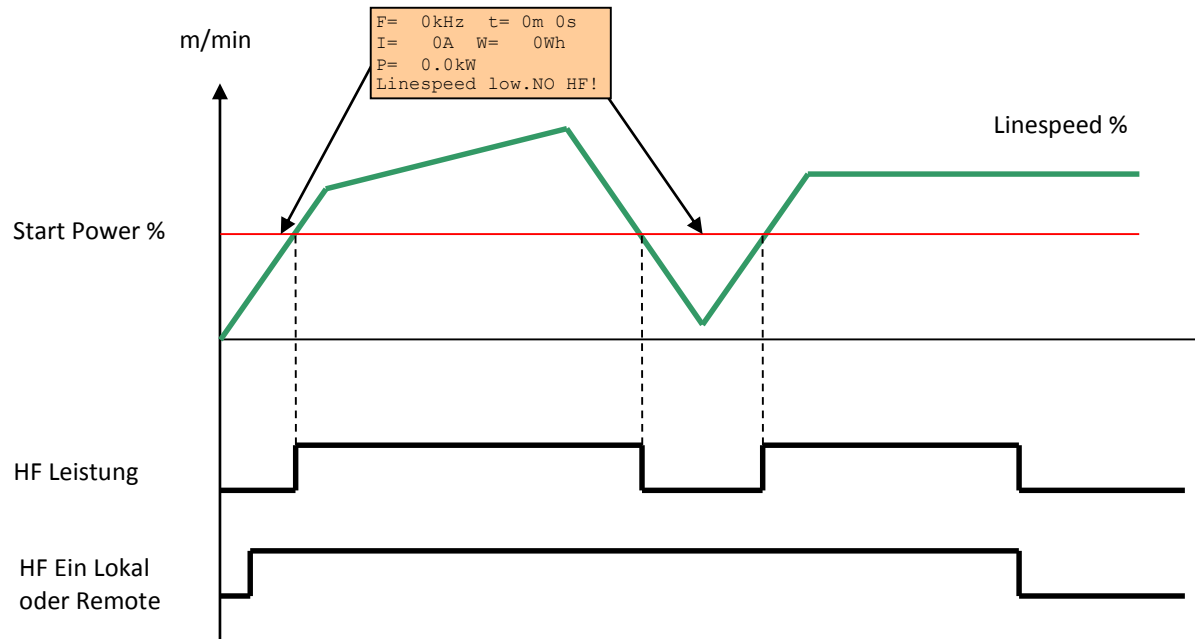 m/min
F=  0kHz  t= 0m 0s
I=   0A  W=   0Wh
P=  0.0kW
Linespeed low.NO HF!
Linespeed %
Start Power %
HF Leistung
HF Ein Lokal
oder Remote